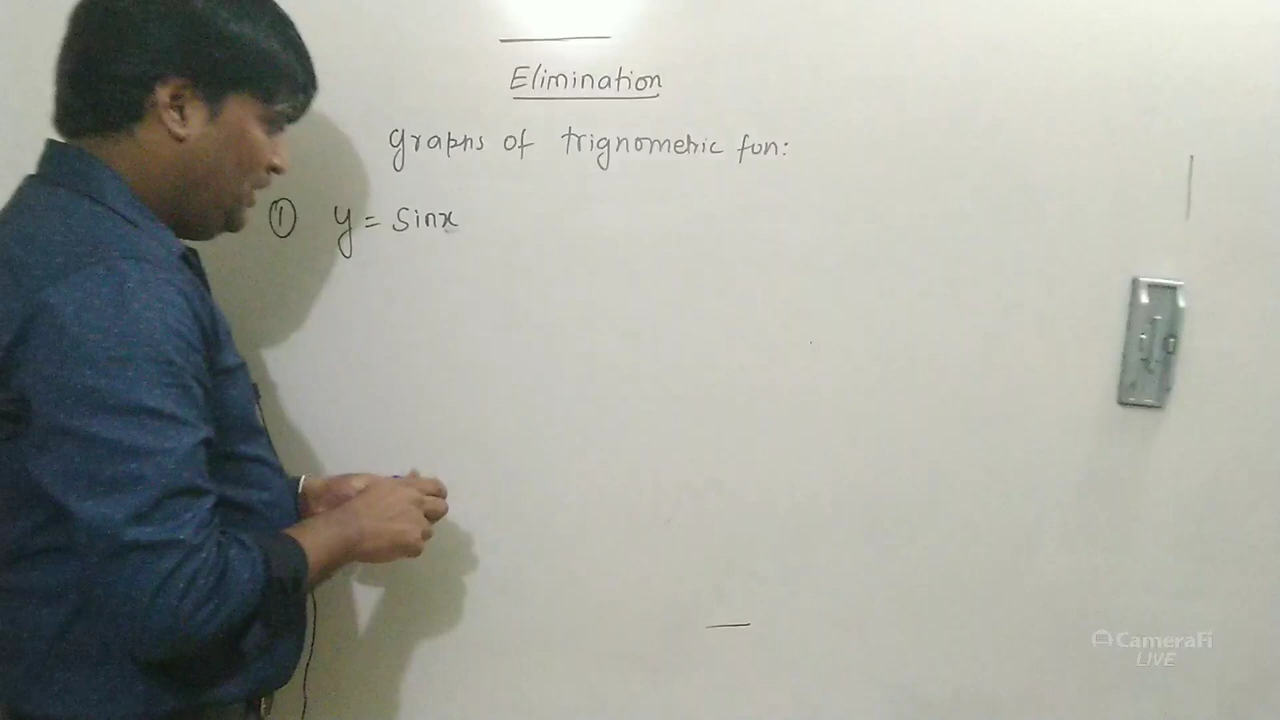 Elimination
graphs of trignometric fun:
① y = sinx
CameraFi
LIVE